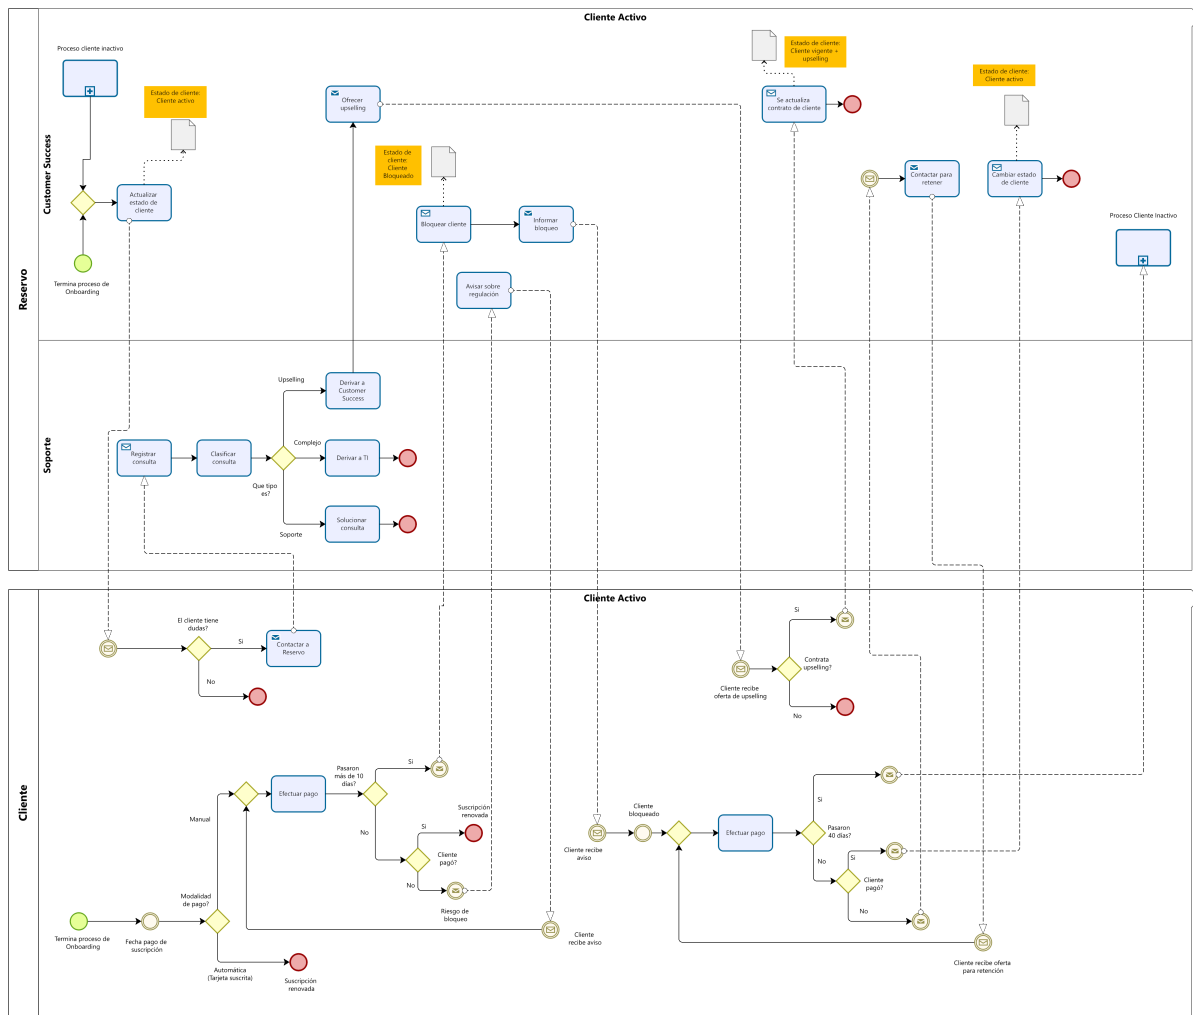 Cliente Activo
Reservo
Customer Success
Proceso cliente inactivo
Estado de cliente:
Cliente activo
Actualizar
estado de
cliente
Termina proceso de
Onboarding
Ofrecer
upselling
Estado de
cliente:
Cliente
Bloqueado
Bloquear cliente
Informar
bloqueo
Avisar sobre
regulación
Estado de cliente:
Cliente vigente +
upselling
Se actualiza
contrato de cliente
Estado de cliente:
Cliente activo
Contactar para
retener
Cambiar estado
de cliente
Proceso Cliente Inactivo
Soporte
Registrar
consulta
Clasificar
consulta
Que tipo
es?
Upselling
Derivar a
Customer
Success
Complejo
Derivar a TI
Soporte
Solucionar
consulta
Cliente Activo
Cliente
El cliente tiene
dudas?
Si
Contactar a
Reservo
No
Cliente recibe
oferta de upselling
Contrata
upselling?
Si
No
Termina proceso de
Onboarding
Fecha pago de
suscripción
Modalidad
de pago?
Manual
Automática
(Tarjeta suscrita)
Suscripción
renovada
Efectuar pago
Pasaron
más de 10
días?
Si
No
Cliente
pagó?
Si
Suscripción
renovada
No
Riesgo de
bloqueo
Cliente
recibe aviso
Cliente recibe
aviso
Cliente
bloqueado
Efectuar pago
Pasaron
40 días?
Si
No
Cliente
pagó?
Si
No
Cliente recibe oferta
para retención